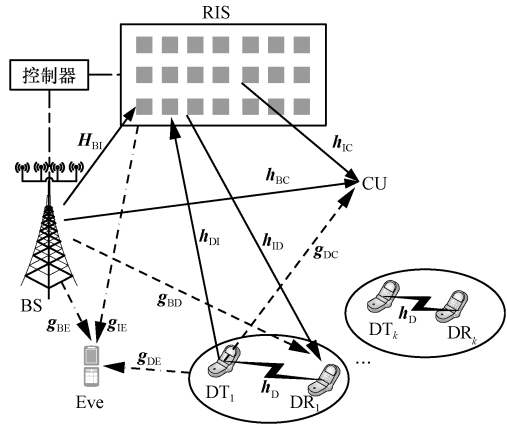 RIS
控制器
H_BI
h_IC
h_BC
CU
h_DI
h_ID
g_DC
BS
g_BD
g_BE
g_IE
h_D
DT_k
DR_k
g_DE
...
DT_1
h_D
DR_1
Eve